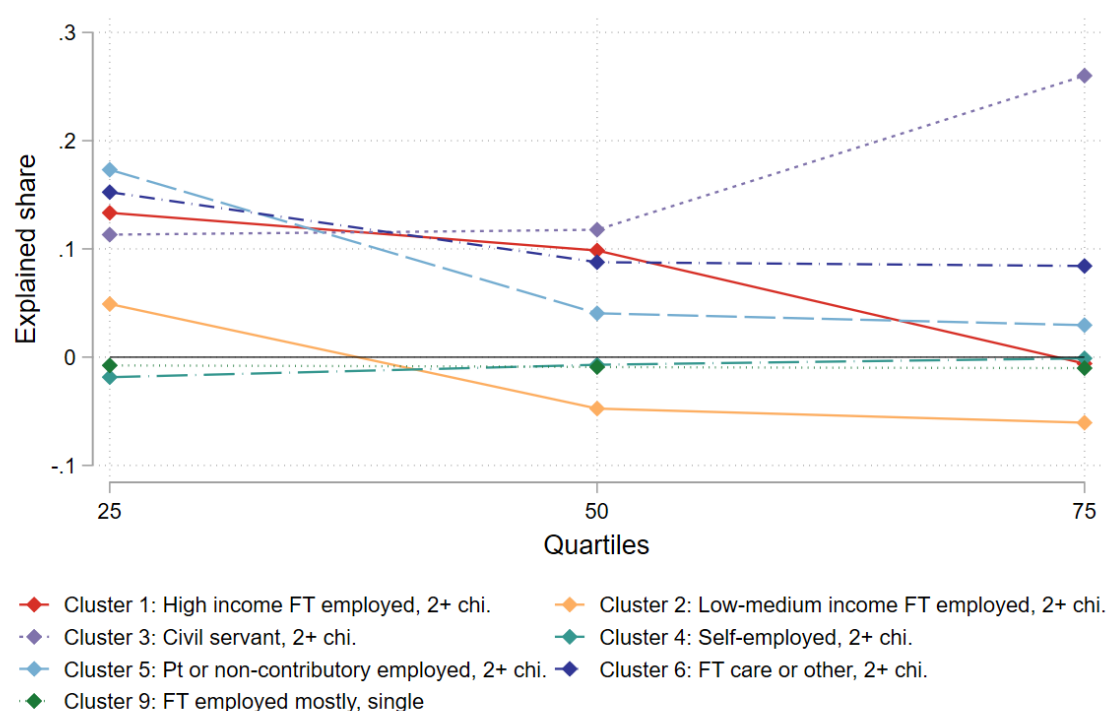 .3
.2
.1
0
-.1
Explained share
25 50 75
Quartiles
Cluster 1: High income FT employed, 2+ chi.
Cluster 2: Low-medium income FT employed, 2+ chi.
Cluster 3: Civil servant, 2+ chi.
Cluster 4: Self-employed, 2+ chi.
Cluster 5: Pt or non-contributory employed, 2+ chi.
Cluster 6: FT care or other, 2+ chi.
Cluster 9: FT employed mostly, single